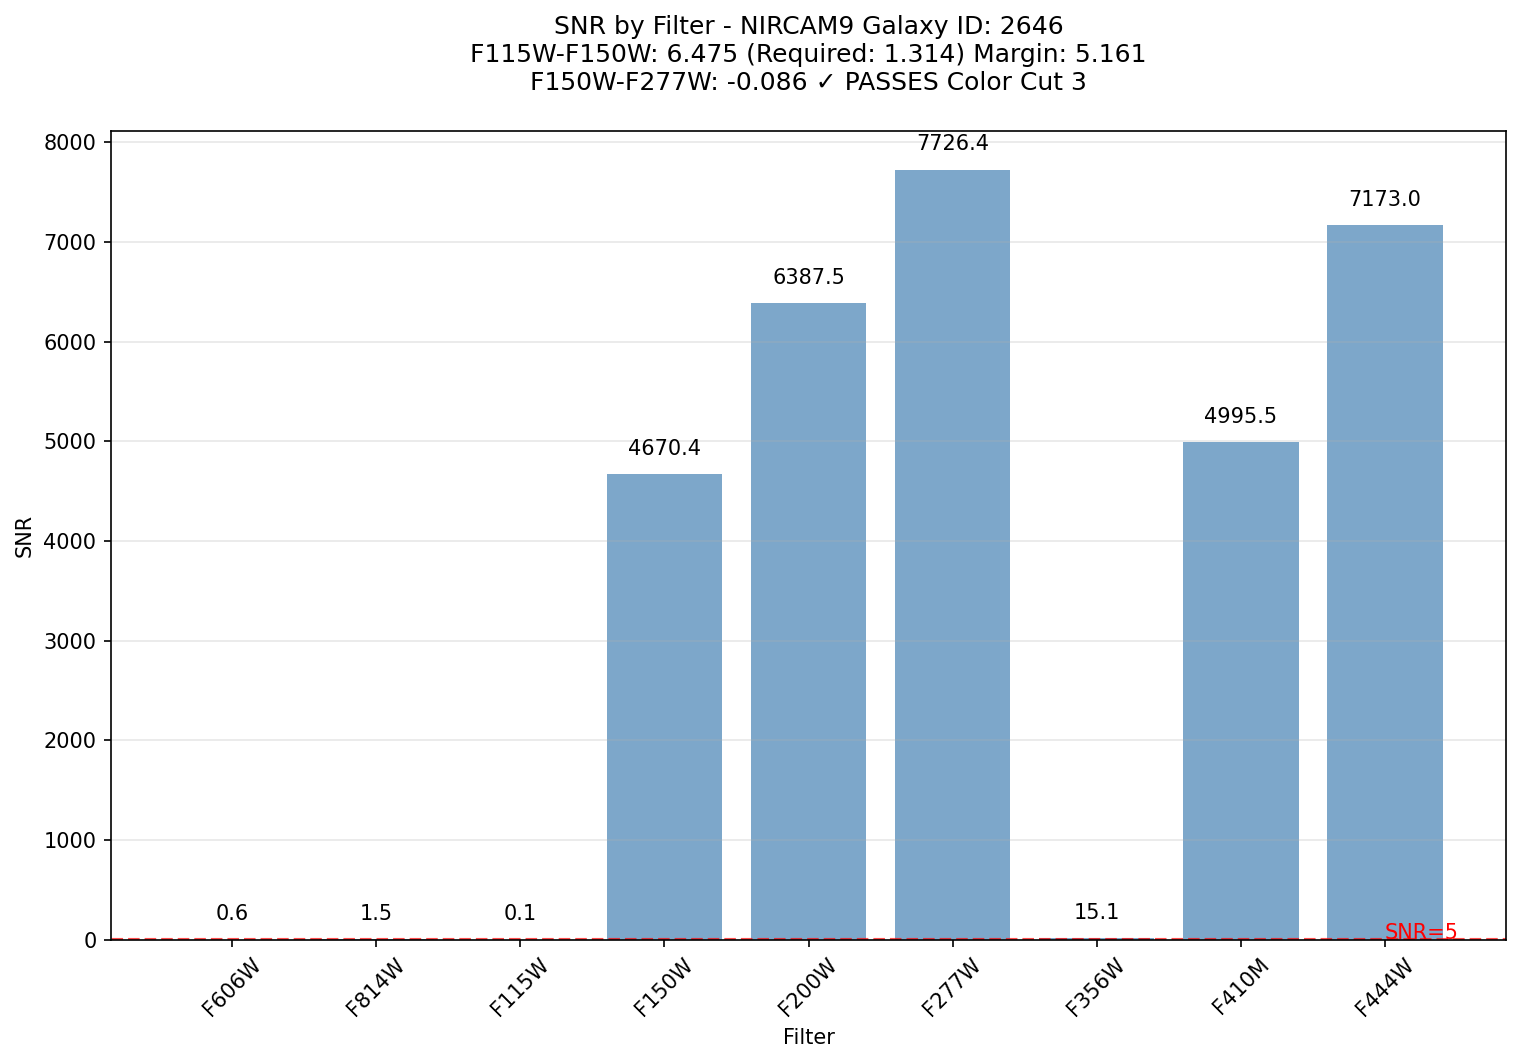 SNR by Filter - NIRCAM9 Galaxy ID: 2646
F115W-F150W: 6.475 (Required: 1.314) Margin: 5.161
F150W-F277W: -0.086 ✓ PASSES Color Cut 3
8000
7000
6000
5000
4000
3000
2000
1000
0
SNR
0.6
1.5
0.1
4670.4
6387.5
7726.4
15.1
4995.5
7173.0
SNR=5
F606W
F814W
F115W
F150W
F200W
F277W
F356W
F410M
F444W
Filter